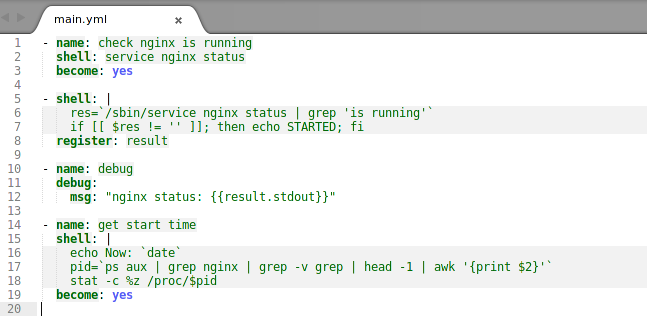 main.yml
1 - name: check nginx is running
2   shell: service nginx status
3   become: yes
4
5 - shell: |
6     res=`/sbin/service nginx status | grep 'is running'`
7     if [[ $res != '' ]]; then echo STARTED; fi
8   register: result
9
10 - name: debug
11   debug:
12     msg: "nginx status: {{result.stdout}}"
13
14 - name: get start time
15   shell: |
16     echo Now: `date`
17     pid=`ps aux | grep nginx | grep -v grep | head -1 | awk '{print $2}'`
18     stat -c %z /proc/$pid
19   become: yes
20